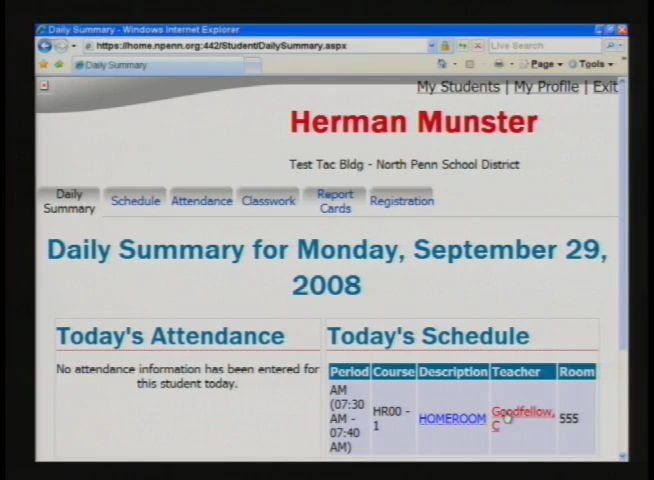 Daily Summary - Windows Internet Explorer
https://home.npenn.org:442/Student/DailySummary.aspx
Live Search
Daily Summary
Page
Tools
My Students | My Profile | Exit
Herman Munster
Test Tac Bldg - North Penn School District
Daily Summary
Schedule
Attendance
Classwork
Report Cards
Registration
Daily Summary for Monday, September 29,
2008
Today's Attendance
No attendance information has been entered for
this student today.
Today's Schedule
Period Course Description Teacher Room
AM
(07:30
AM -
07:40
AM)
HR00 -
1
HOMEROOM
Goodfellow,
C
555